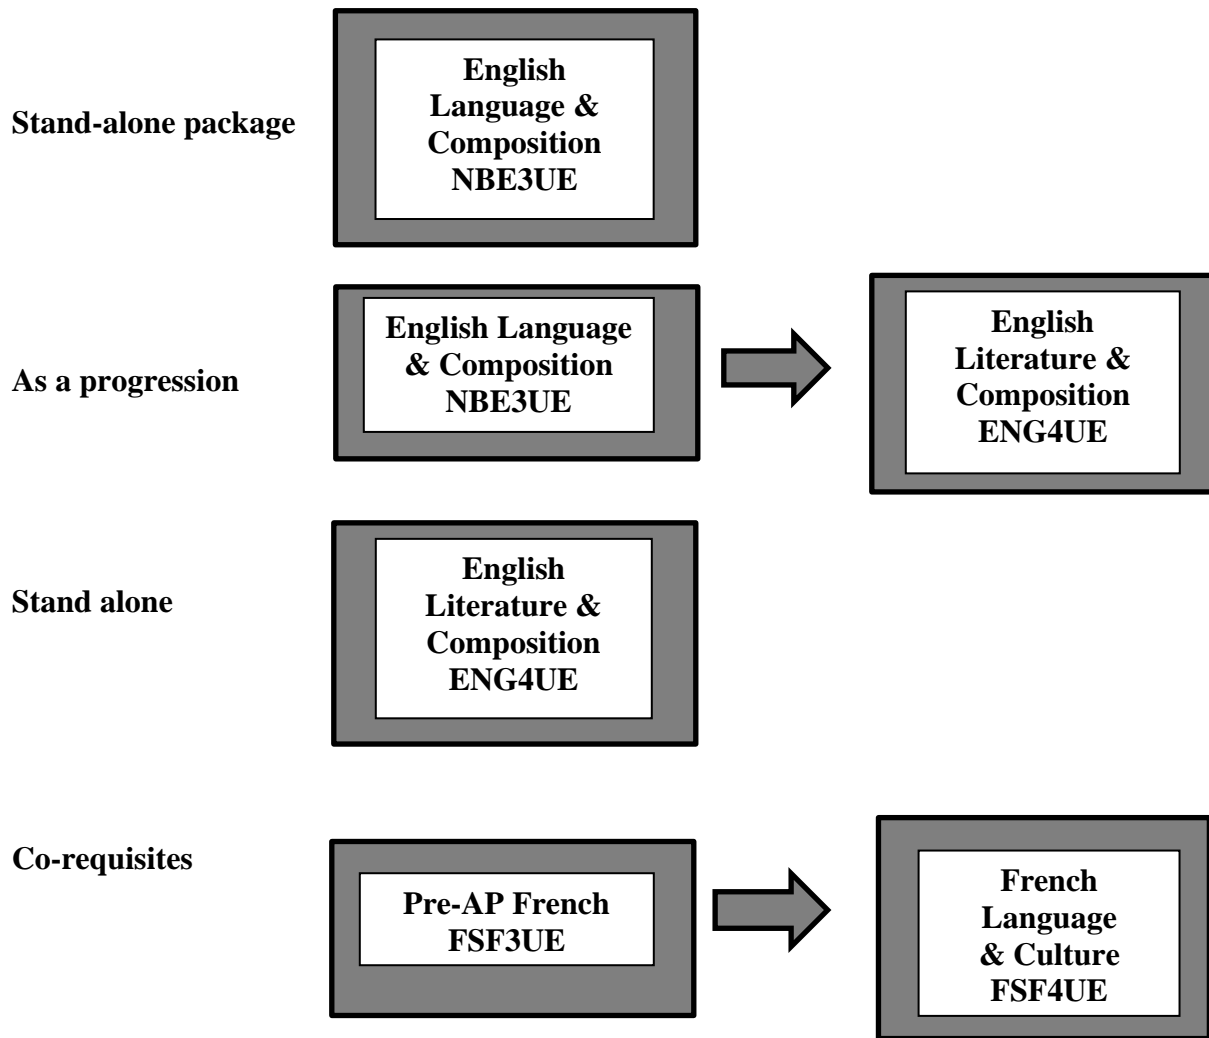 Stand-alone package
English
Language &
Composition
NBE3UE
As a progression
English Language
& Composition
NBE3UE
English
Literature &
Composition
ENG4UE
Stand alone
English
Literature &
Composition
ENG4UE
Co-requisites
Pre-AP French
FSF3UE
French
Language
& Culture
FSF4UE